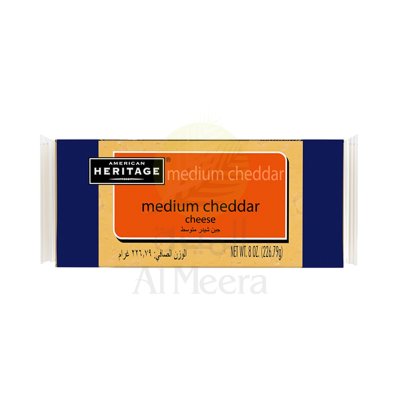 AMERICAN
HERITAGE®
medium cheddar
medium cheddar
cheese
جبن شيدر متوسط
الوزن الصافي: ٢٢٦,٧٩ غرام
NET WT. 8 OZ. (226.79g)
Al Meera